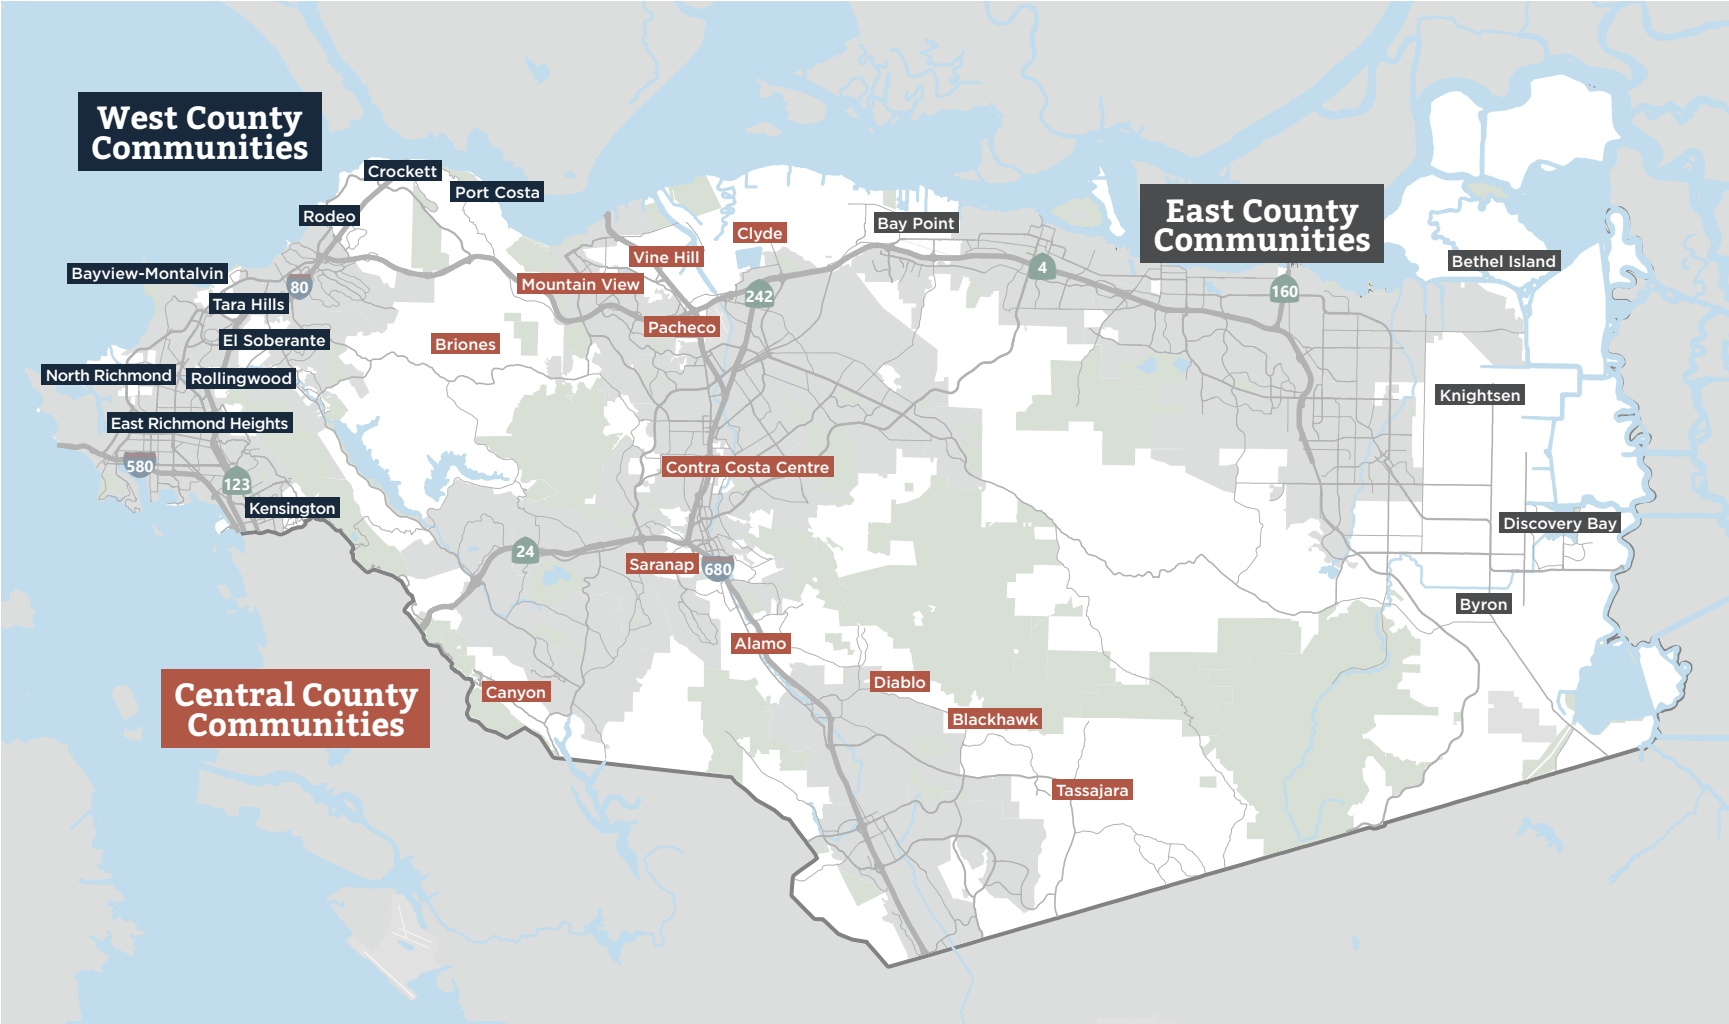 West County
Communities
Crockett
Port Costa
Rodeo
Bayview-Montalvin
80
Tara Hills
El Soberante
North Richmond
Rollingwood
East Richmond Heights
580
123
Kensington
Clyde
Vine Hill
Mountain View
242
Pacheco
Briones
Contra Costa Centre
24
Saranap
680
Alamo
Diablo
Canyon
Blackhawk
Tassajara
Central County
Communities
Bay Point
East County
Communities
4
160
Bethel Island
Knightsen
Discovery Bay
Byron